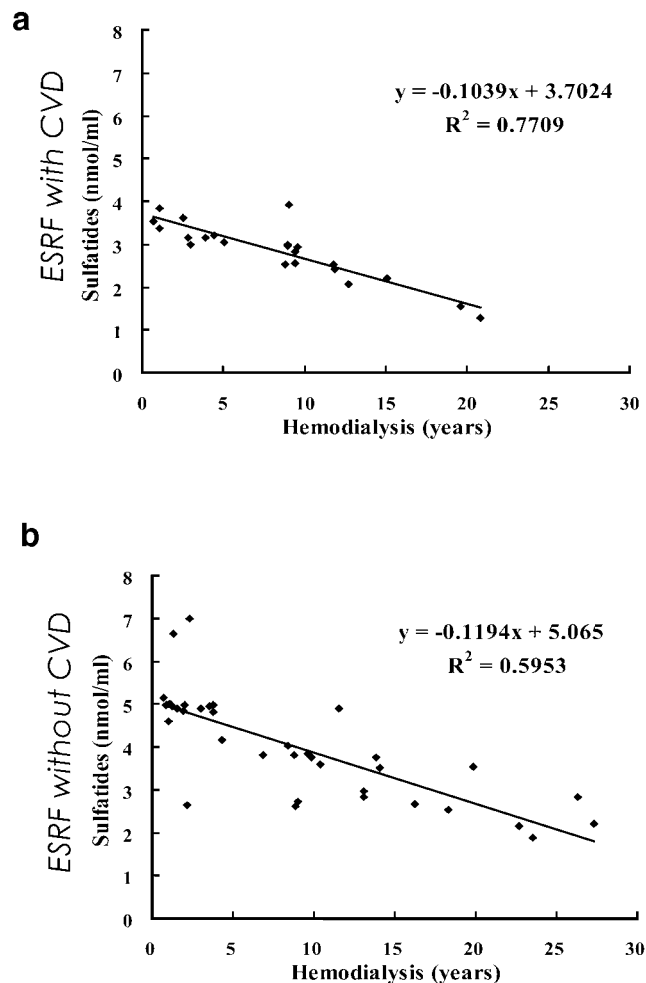 a
ESRF with CVD
Sulfatides (nmol/ml)
8
7
6
5
4
3
2
1
0
y = -0.1039x + 3.7024
R² = 0.7709
0 5 10 15 20 25 30
Hemodialysis (years)
b
ESRF without CVD
Sulfatides (nmol/ml)
8
7
6
5
4
3
2
1
0
y = -0.1194x + 5.065
R² = 0.5953
0 5 10 15 20 25 30
Hemodialysis (years)